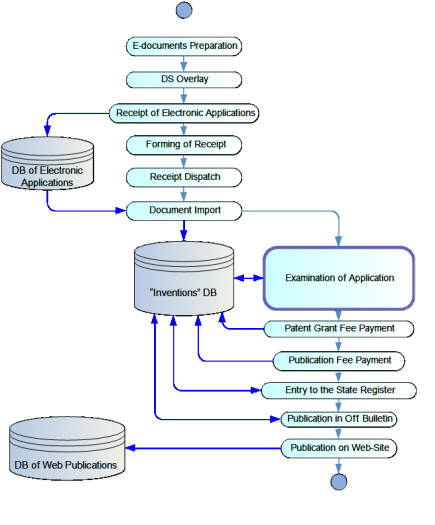 E-documents Preparation
DS Overlay
Receipt of Electronic Applications
Forming of Receipt
DB of Electronic
Applications
Receipt Dispatch
Document Import
Examination of Application
"Inventions" DB
Patent Grant Fee Payment
Publication Fee Payment
Entry to the State Register
Publication in Off Bulletin
Publication on Web-Site
DB of Web Publications